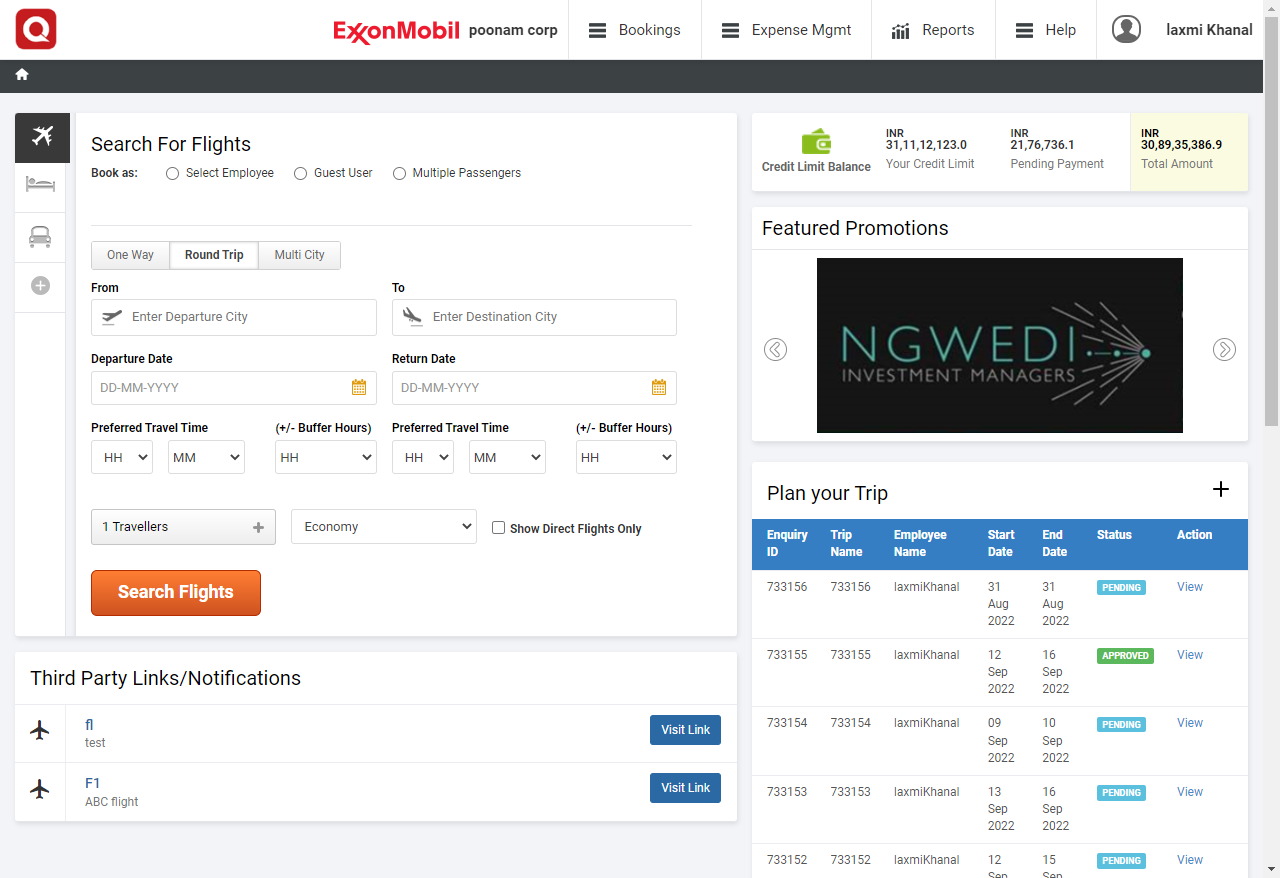 ExxonMobil poonam corp Bookings Expense Mgmt Reports Help laxmi Khanal
Search For Flights
Book as: Select Employee Guest User Multiple Passengers
One Way Round Trip Multi City
From To
Enter Departure City Enter Destination City
Departure Date Return Date
DD-MM-YYYY DD-MM-YYYY
Preferred Travel Time (+/- Buffer Hours) Preferred Travel Time (+/- Buffer Hours)
HH MM HH HH MM HH
1 Travellers + Economy Show Direct Flights Only
Search Flights
Third Party Links/Notifications
fl
test
Visit Link
F1
ABC flight
Visit Link
Credit Limit Balance
INR
31,11,12,123.0
Your Credit Limit
INR
21,76,736.1
Pending Payment
INR
30,89,35,386.9
Total Amount
Featured Promotions
NGWEDI
INVESTMENT MANAGERS
Plan your Trip +
Enquiry ID Trip Name Employee Name Start Date End Date Status Action
733156 733156 laxmiKhanal 31 Aug 2022 31 Aug 2022 PENDING View
733155 733155 laxmiKhanal 12 Sep 2022 16 Sep 2022 APPROVED View
733154 733154 laxmiKhanal 09 Sep 2022 10 Sep 2022 PENDING View
733153 733153 laxmiKhanal 13 Sep 2022 16 Sep 2022 PENDING View
733152 733152 laxmiKhanal 12 Sep 15 Sep PENDING View